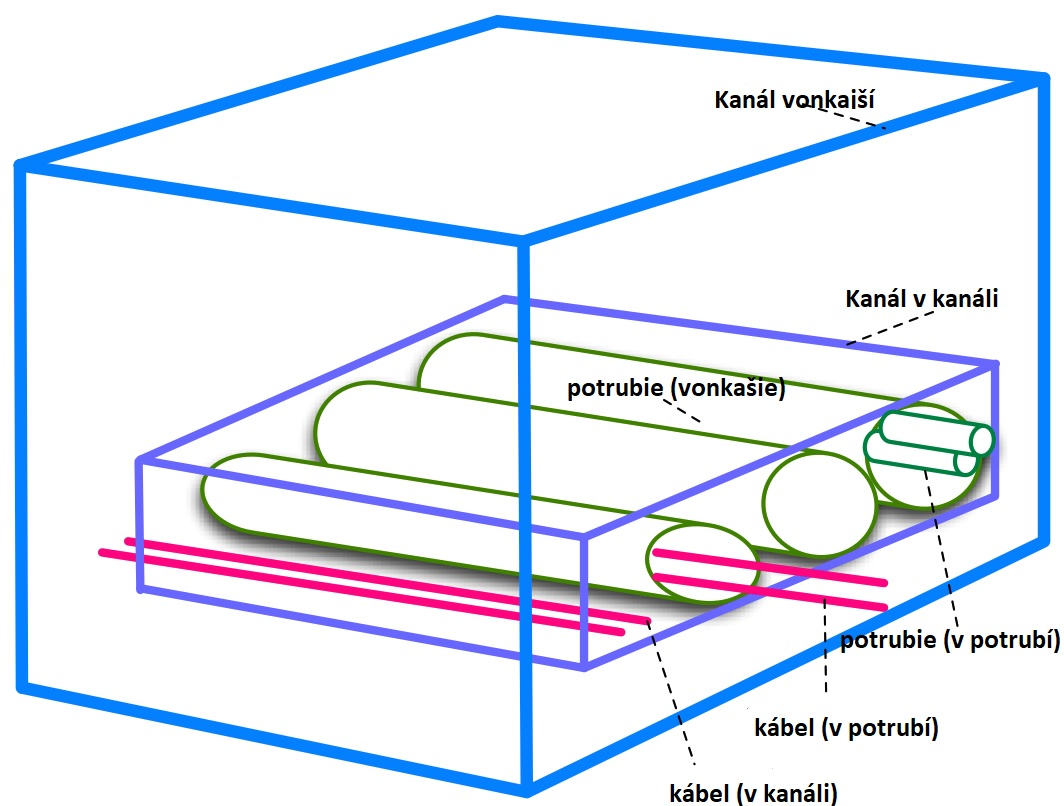 Kanál vonkajší
Kanál v kanáli
potrubie (vonkašie)
potrubie (v potrubí)
kábel (v potrubí)
kábel (v kanáli)